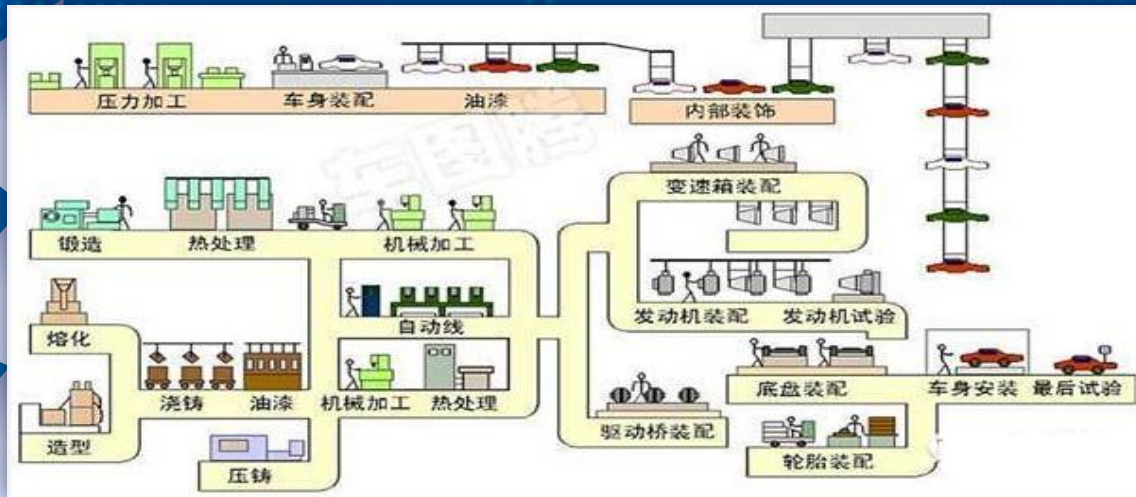 压力加工
车身装配
油漆
内部装饰
变速箱装配
锻造
热处理
机械加工
发动机装配
发动机试验
自动线
熔化
浇铸
油漆
机械加工
热处理
底盘装配
车身安装
最后试验
驱动桥装配
造型
压铸
轮胎装配